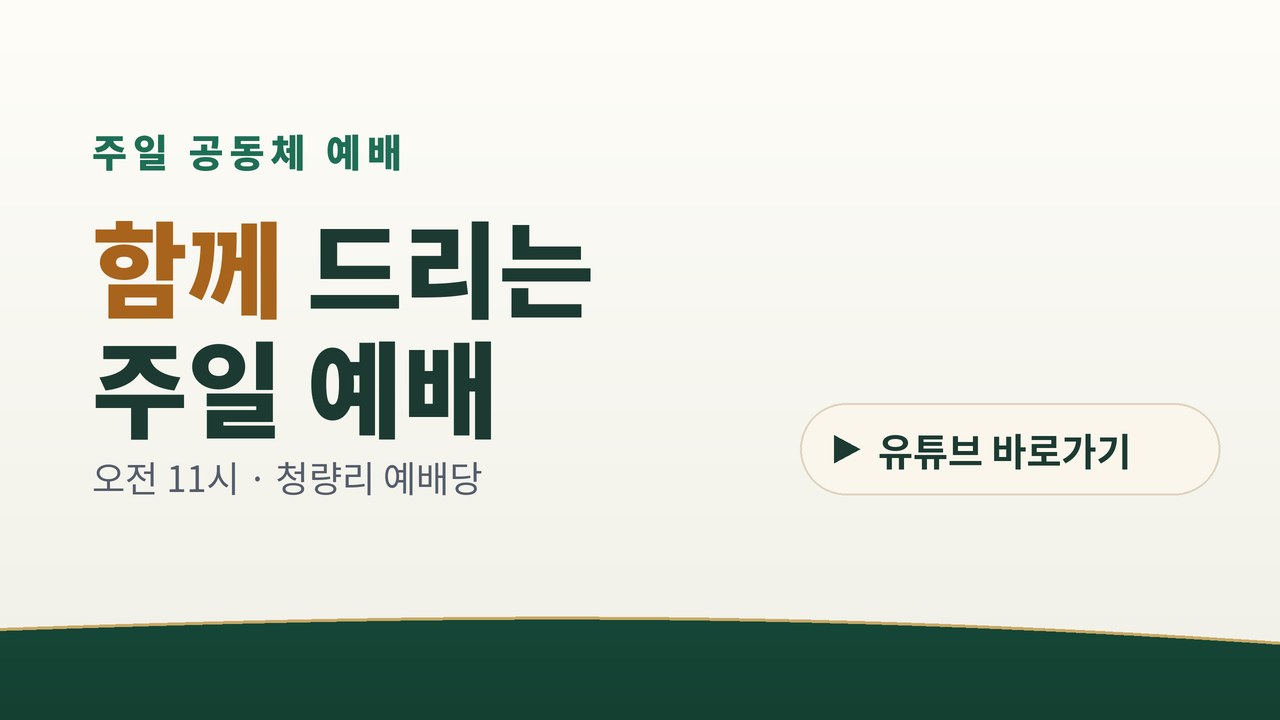 주일 공동체 예배
함께 드리는
주일 예배
오전 11시 · 청량리 예배당
▶ 유튜브 바로가기